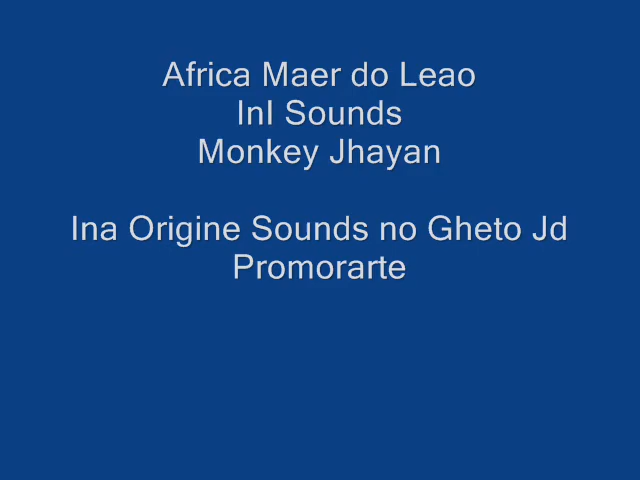 Africa Maer do Leao
InI Sounds
Monkey Jhayan
Ina Origine Sounds no Gheto Jd
Promorarte